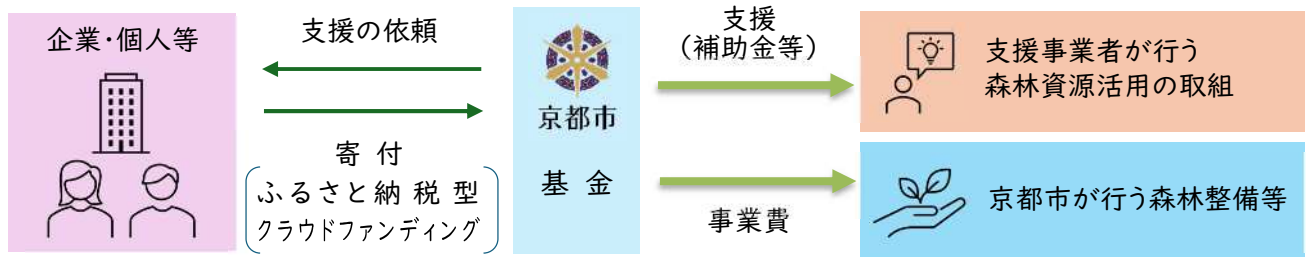 企業・個人等
支援の依頼
寄付
ふるさと納税型
クラウドファンディング
京都市
基金
支援
（補助金等）
事業費
支援事業者が行う
森林資源活用の取組
京都市が行う森林整備等